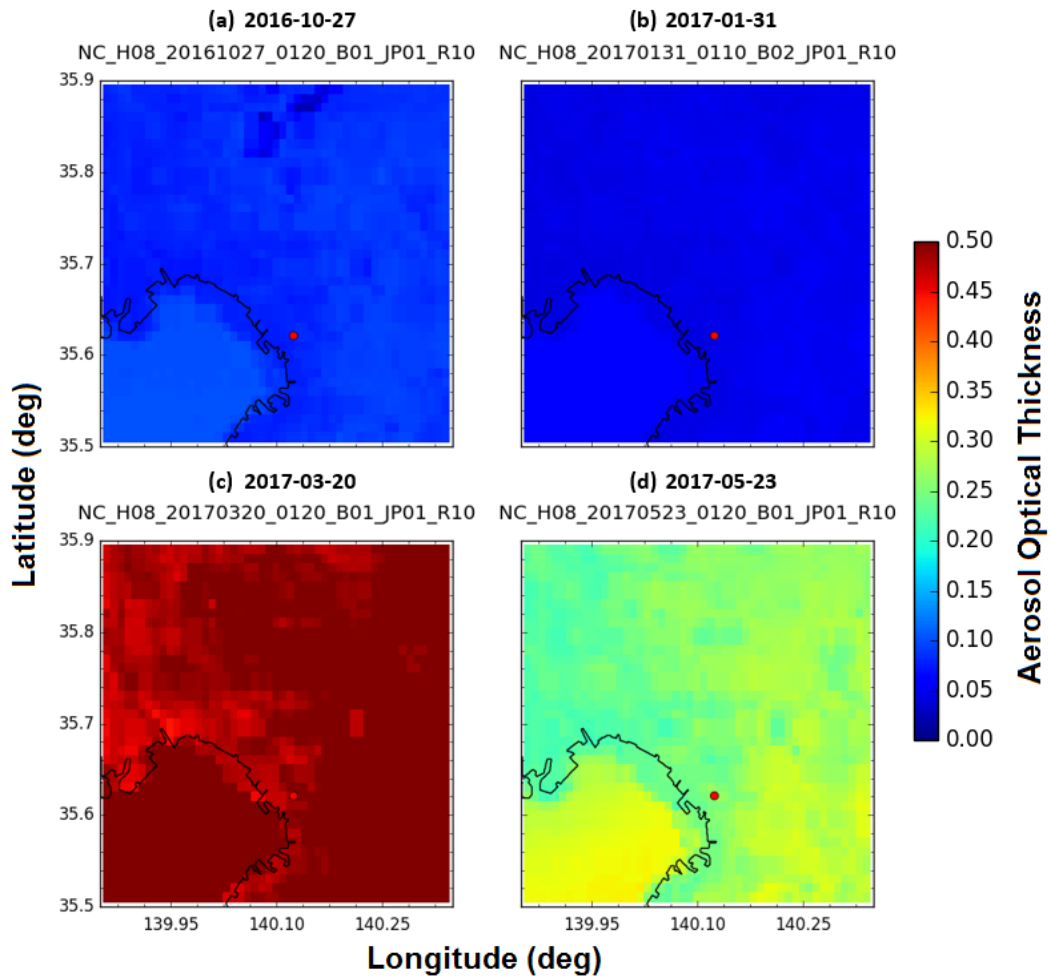 (a) 2016-10-27
NC_H08_20161027_0120_B01_JP01_R10
(b) 2017-01-31
NC_H08_20170131_0110_B02_JP01_R10
35.9
35.8
35.7
35.6
35.5
(c) 2017-03-20
NC_H08_20170320_0120_B01_JP01_R10
(d) 2017-05-23
NC_H08_20170523_0120_B01_JP01_R10
35.9
35.8
35.7
35.6
35.5
139.95
140.10
140.25
139.95
140.10
140.25
Latitude (deg)
Longitude (deg)
0.50
0.45
0.40
0.35
0.30
0.25
0.20
0.15
0.10
0.05
0.00
Aerosol Optical Thickness